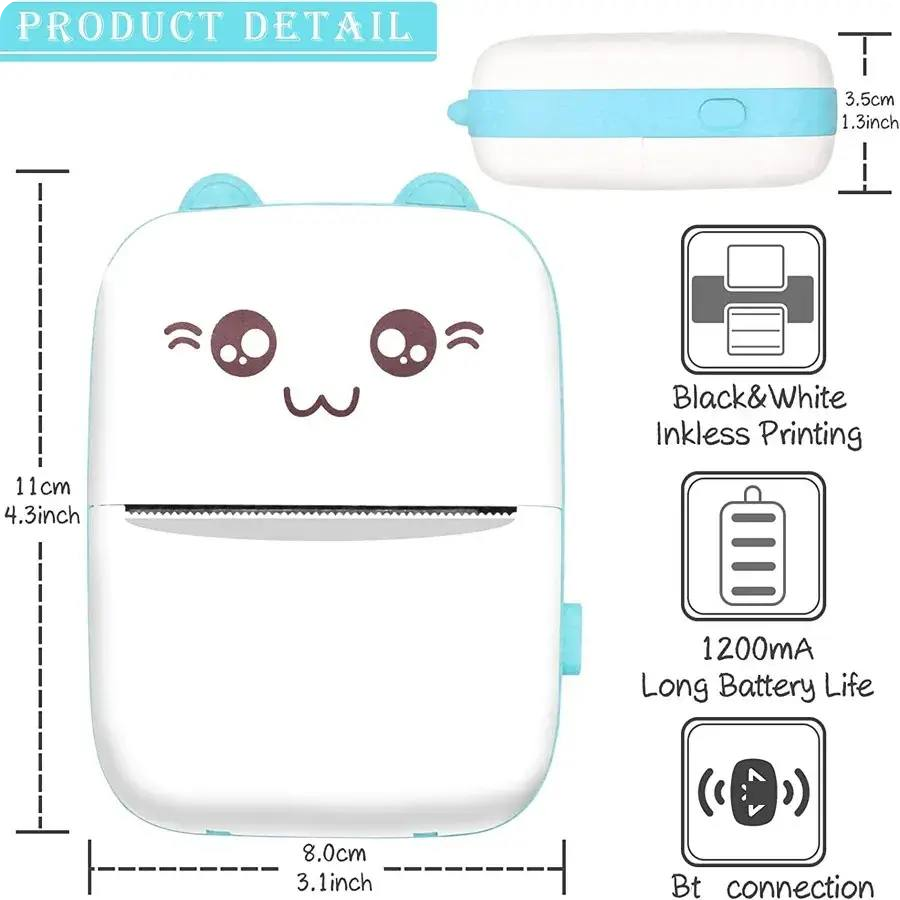 PRODUCT DETAIL
3.5cm
1.3inch
11cm
4.3inch
Black&White
Inkless Printing
1200mA
Long Battery Life
8.0cm
3.1inch
Bt connection